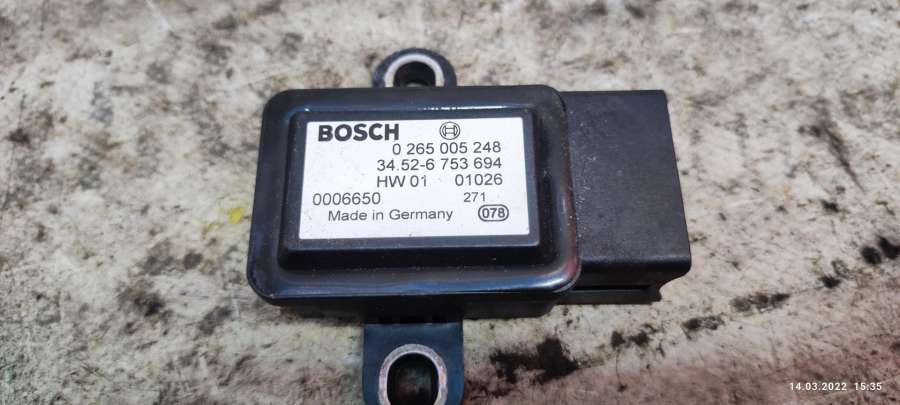 BOSCH
0 265 005 248
34.52-6 753 694
HW 01 01026
0006650 271
Made in Germany 078
14.03.2022 15:35